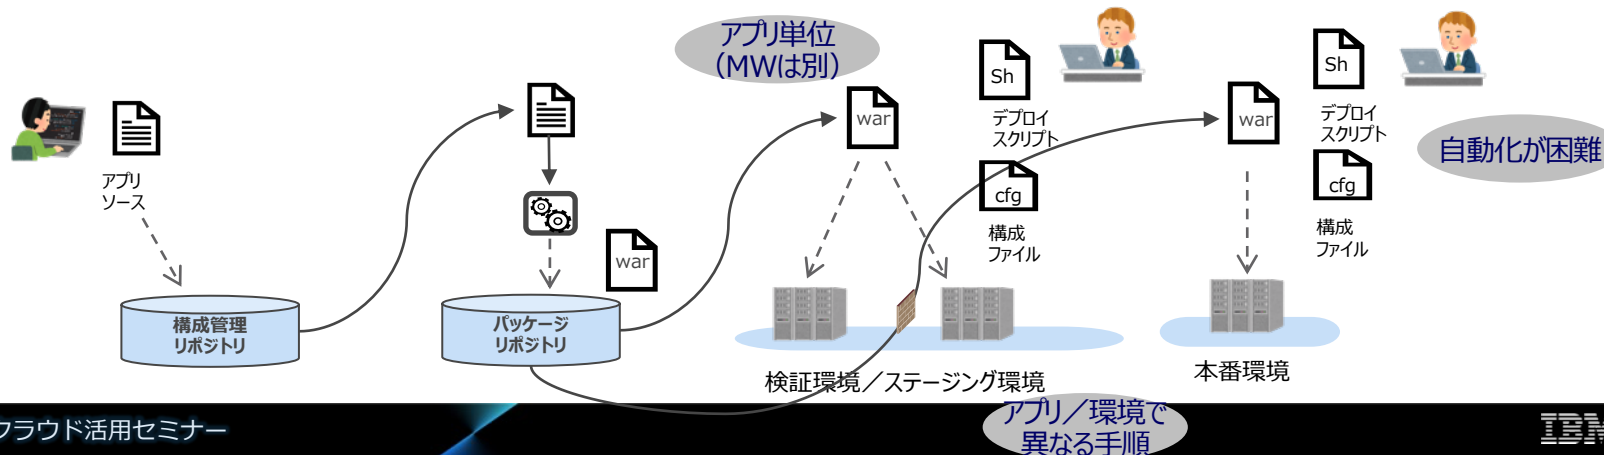 アプリ
ソース
構成管理
リポジトリ
war
パッケージ
リポジトリ
アプリ単位
（MWは別）
war
Sh
デプロイ
スクリプト
cfg
構成
ファイル
検証環境／ステージング環境
war
Sh
デプロイ
スクリプト
cfg
構成
ファイル
本番環境
自動化が困難
アプリ／環境で
異なる手順
クラウド活用セミナー
IBM